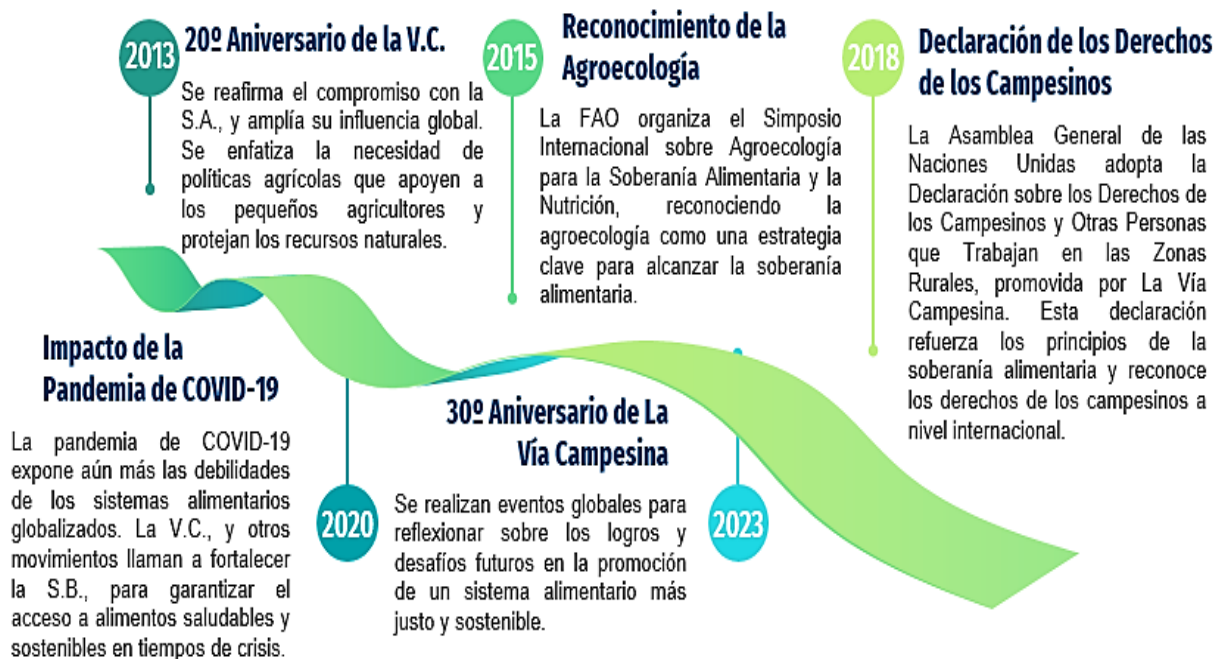 2013
20º Aniversario de la V.C.
Se reafirma el compromiso con la
S.A., y amplía su influencia global.
Se enfatiza la necesidad de
políticas agrícolas que apoyen a
los pequeños agricultores y
protejan los recursos naturales.
2015
Reconocimiento de la
Agroecología
La FAO organiza el Simposio
Internacional sobre Agroecología
para la Soberanía Alimentaria y la
Nutrición, reconociendo la
agroecología como una estrategia
clave para alcanzar la soberanía
alimentaria.
2018
Declaración de los Derechos
de los Campesinos
La Asamblea General de las
Naciones Unidas adopta la
Declaración sobre los Derechos de
los Campesinos y Otras Personas
que Trabajan en las Zonas
Rurales, promovida por La Vía
Campesina. Esta declaración
refuerza los principios de la
soberanía alimentaria y reconoce
los derechos de los campesinos a
nivel internacional.
Impacto de la
Pandemia de COVID-19
La pandemia de COVID-19
expone aún más las debilidades
de los sistemas alimentarios
globalizados. La V.C., y otros
movimientos llaman a fortalecer
la S.B., para garantizar el
acceso a alimentos saludables y
sostenibles en tiempos de crisis.
2020
30º Aniversario de La
Vía Campesina
Se realizan eventos globales para
reflexionar sobre los logros y
desafíos futuros en la promoción
de un sistema alimentario más
justo y sostenible.
2023